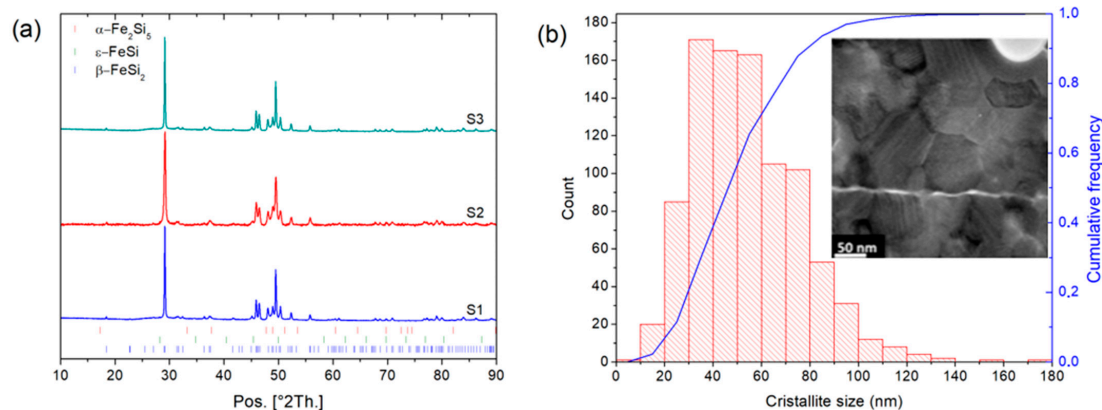 (a)
α-Fe₂Si₅
ε-FeSi
β-FeSi₂
S3
S2
S1
10 20 30 40 50 60 70 80 90
Pos. [°2Th.]
(b)
180
160
140
120
100
80
60
40
20
0
Count
0 20 40 60 80 100 120 140 160 180
Cristallite size (nm)
1.0
0.8
0.6
0.4
0,2
0.0
Cumulative frequency
50 nm